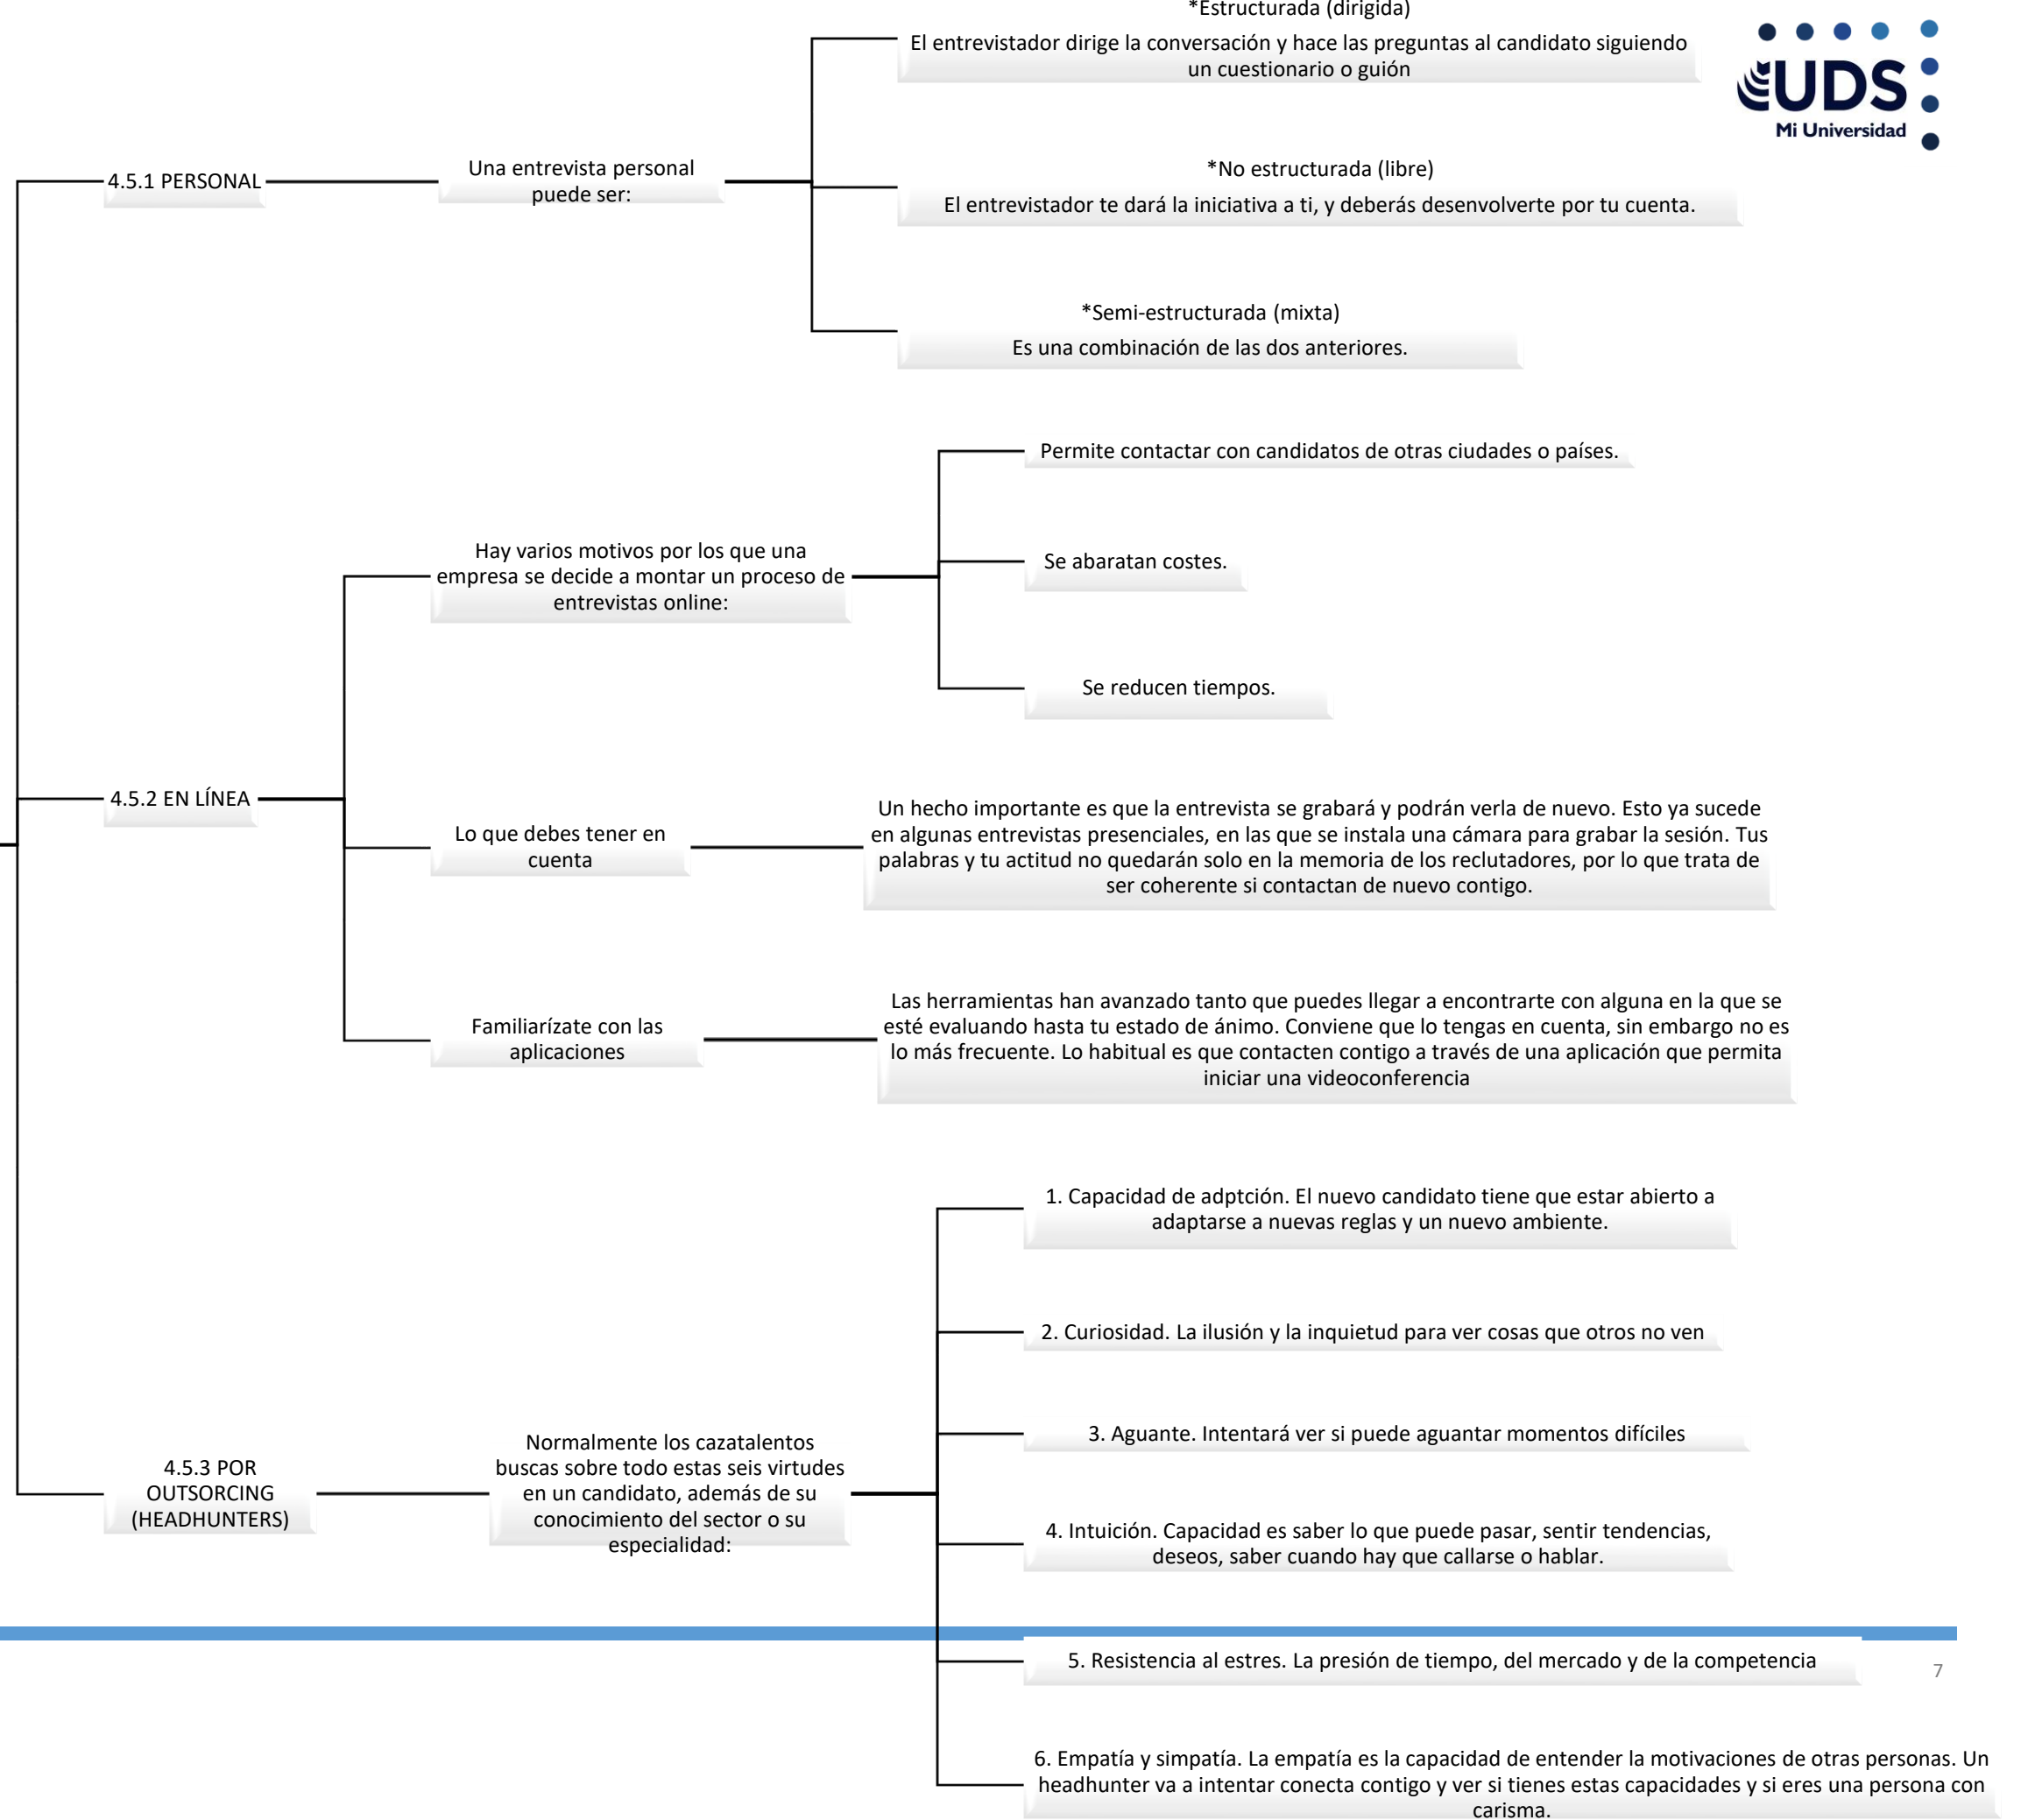 *Estructurada (dirigida)
El entrevistador dirige la conversación y hace las preguntas al candidato siguiendo
un cuestionario o guión
UDS
Mi Universidad
4.5.1 PERSONAL
Una entrevista personal
puede ser:
*No estructurada (libre)
El entrevistador te dará la iniciativa a ti, y deberás desenvolverte por tu cuenta.
*Semi-estructurada (mixta)
Es una combinación de las dos anteriores.
4.5.2 EN LÍNEA
Hay varios motivos por los que una
empresa se decide a montar un proceso de
entrevistas online:
Permite contactar con candidatos de otras ciudades o países.
Se abaratan costes.
Se reducen tiempos.
Lo que debes tener en
cuenta
Un hecho importante es que la entrevista se grabará y podrán verla de nuevo. Esto ya sucede
en algunas entrevistas presenciales, en las que se instala una cámara para grabar la sesión. Tus
palabras y tu actitud no quedarán solo en la memoria de los reclutadores, por lo que trata de
ser coherente si contactan de nuevo contigo.
Familiarízate con las
aplicaciones
Las herramientas han avanzado tanto que puedes llegar a encontrarte con alguna en la que se
esté evaluando hasta tu estado de ánimo. Conviene que lo tengas en cuenta, sin embargo no es
lo más frecuente. Lo habitual es que contacten contigo a través de una aplicación que permita
iniciar una videoconferencia
4.5.3 POR
OUTSORCING
(HEADHUNTERS)
Normalmente los cazatalentos
buscas sobre todo estas seis virtudes
en un candidato, además de su
conocimiento del sector o su
especialidad:
1. Capacidad de adptción. El nuevo candidato tiene que estar abierto a
adaptarse a nuevas reglas y un nuevo ambiente.
2. Curiosidad. La ilusión y la inquietud para ver cosas que otros no ven
3. Aguante. Intentará ver si puede aguantar momentos difíciles
4. Intuición. Capacidad es saber lo que puede pasar, sentir tendencias,
deseos, saber cuando hay que callarse o hablar.
5. Resistencia al estres. La presión de tiempo, del mercado y de la competencia
7
6. Empatía y simpatía. La empatía es la capacidad de entender la motivaciones de otras personas. Un
headhunter va a intentar conecta contigo y ver si tienes estas capacidades y si eres una persona con
carisma.